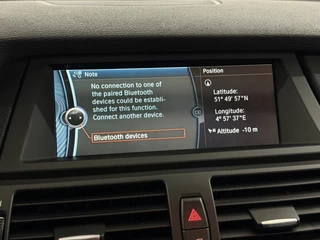 Note
No connection to one of
the paired Bluetooth
devices could be establi-
shed for this function.
Connect another device.
Bluetooth devices
Position
Latitude:
51° 49' 57"N
Longitude:
4° 57' 37"E
Altitude -10 m